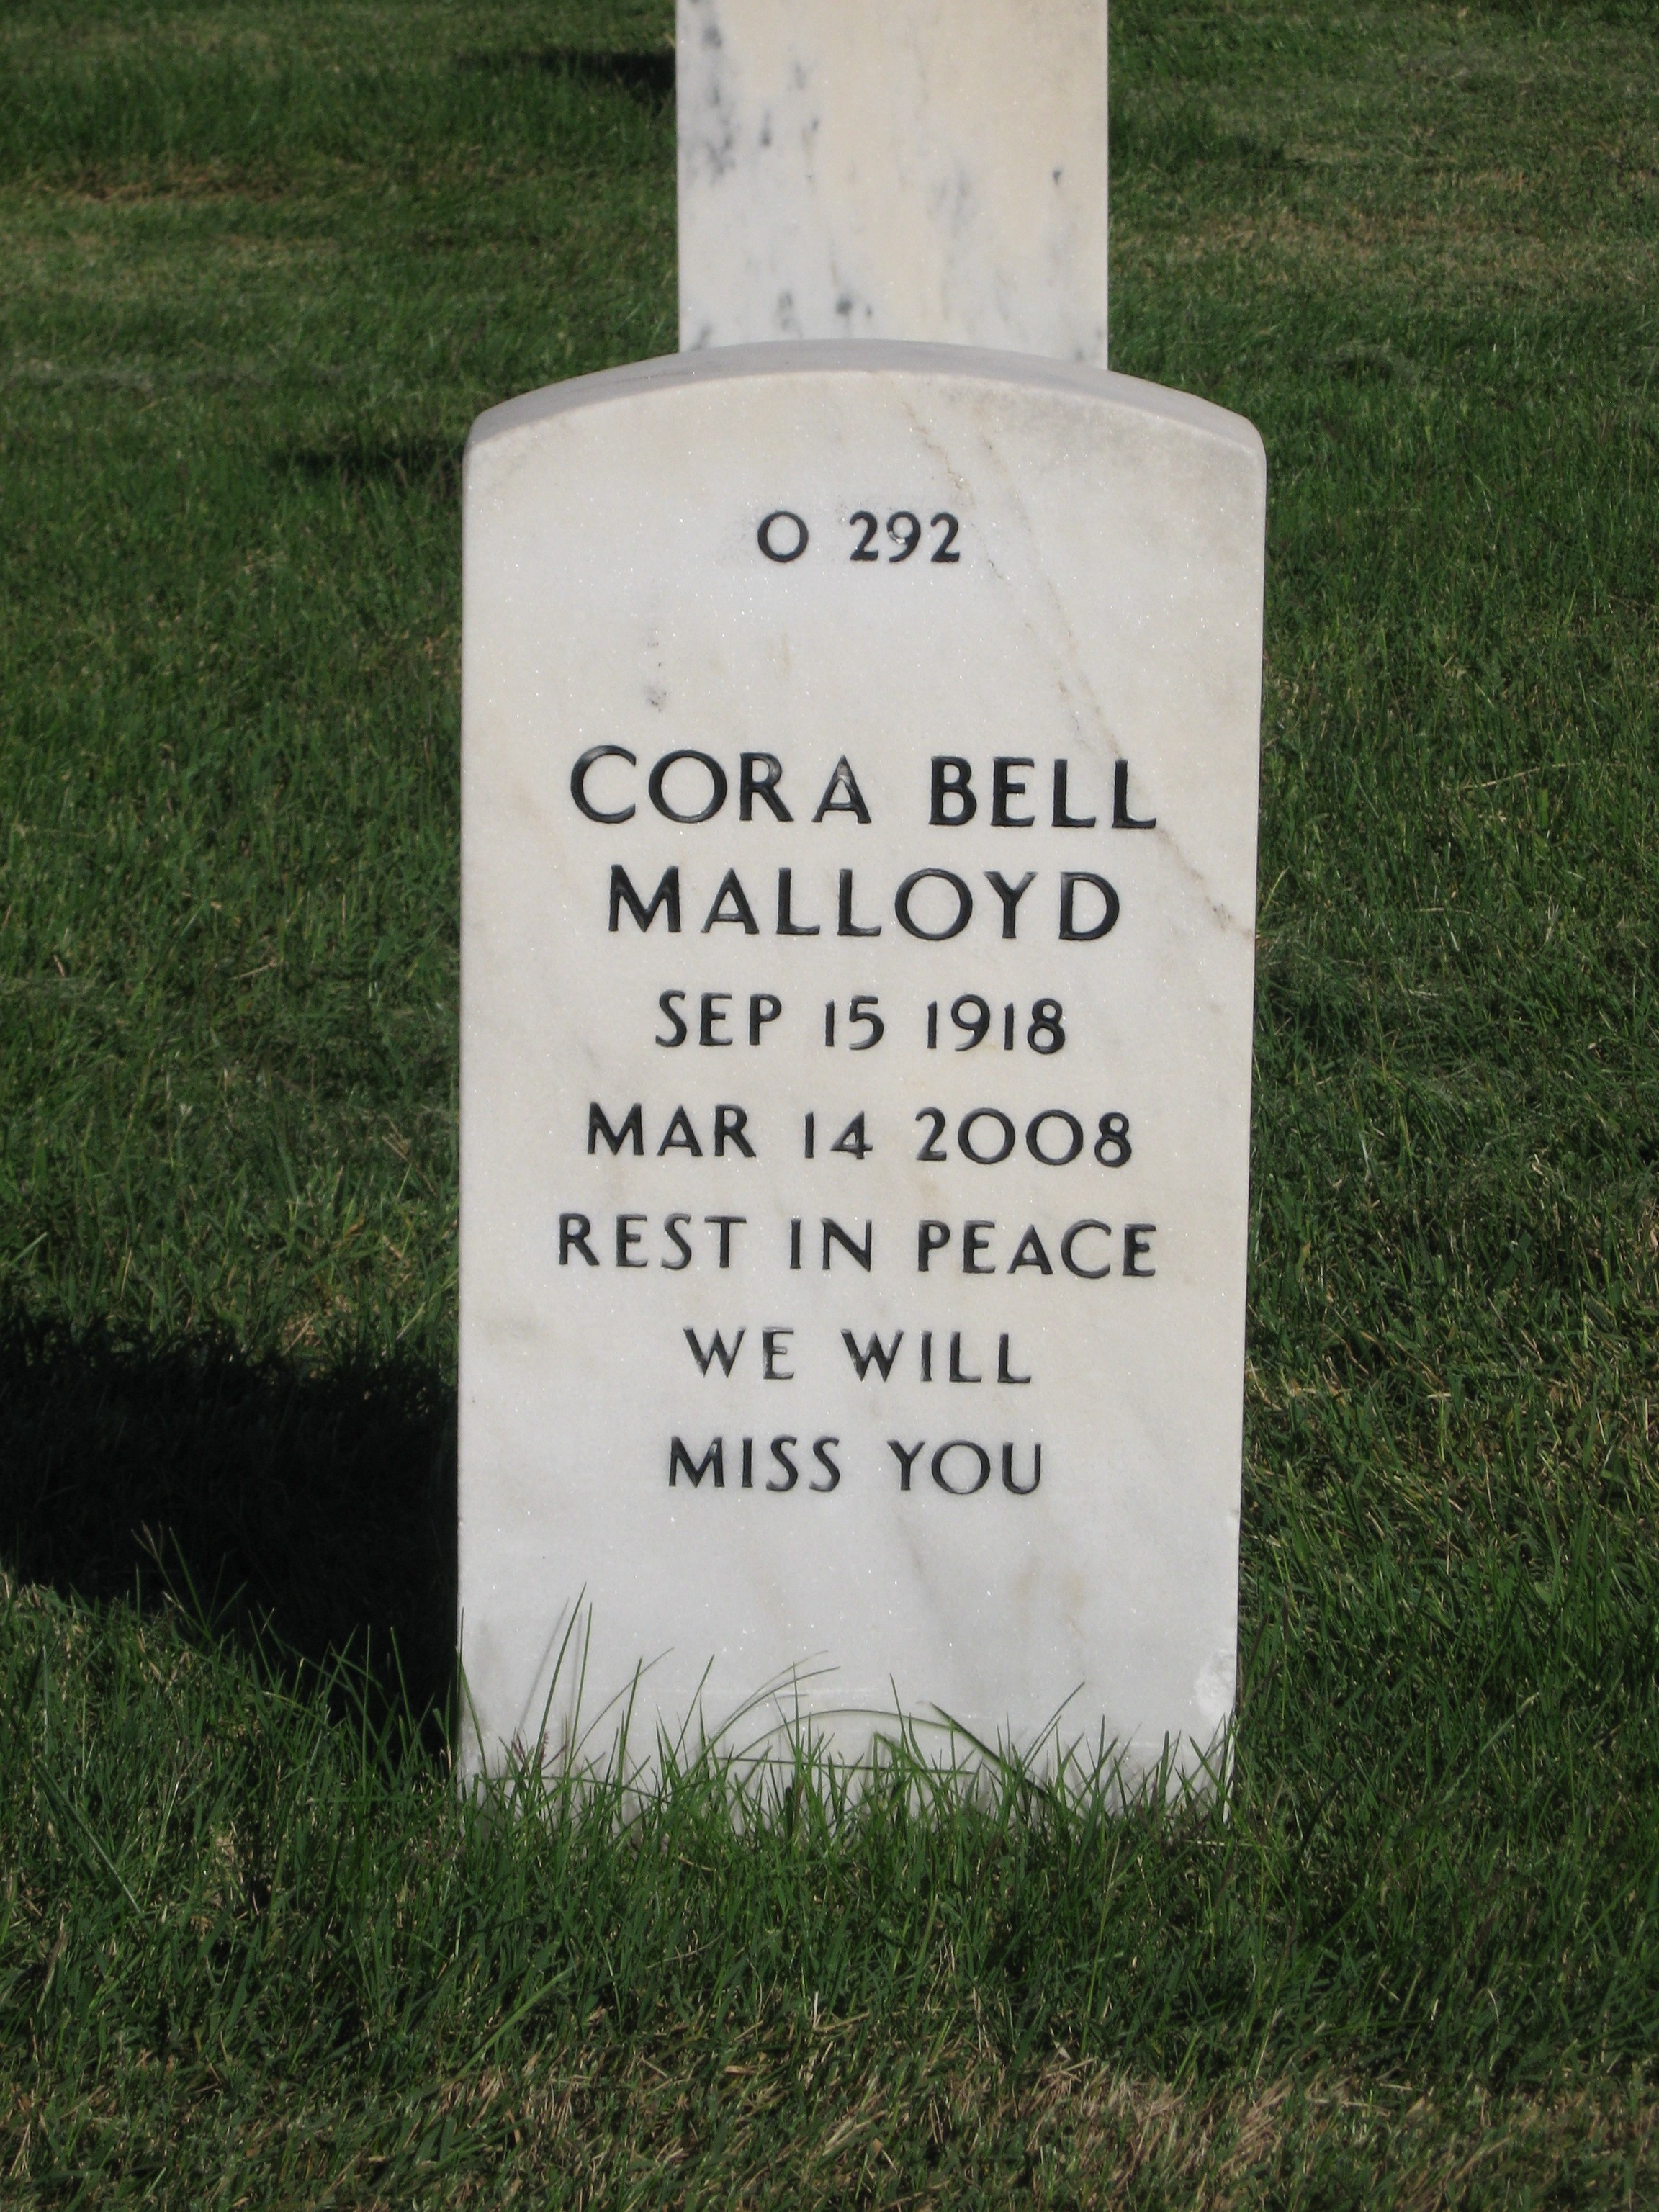 O 292
CORA BELL
MALLOYD
SEP 15 1918
MAR 14 2008
REST IN PEACE
WE WILL
MISS YOU